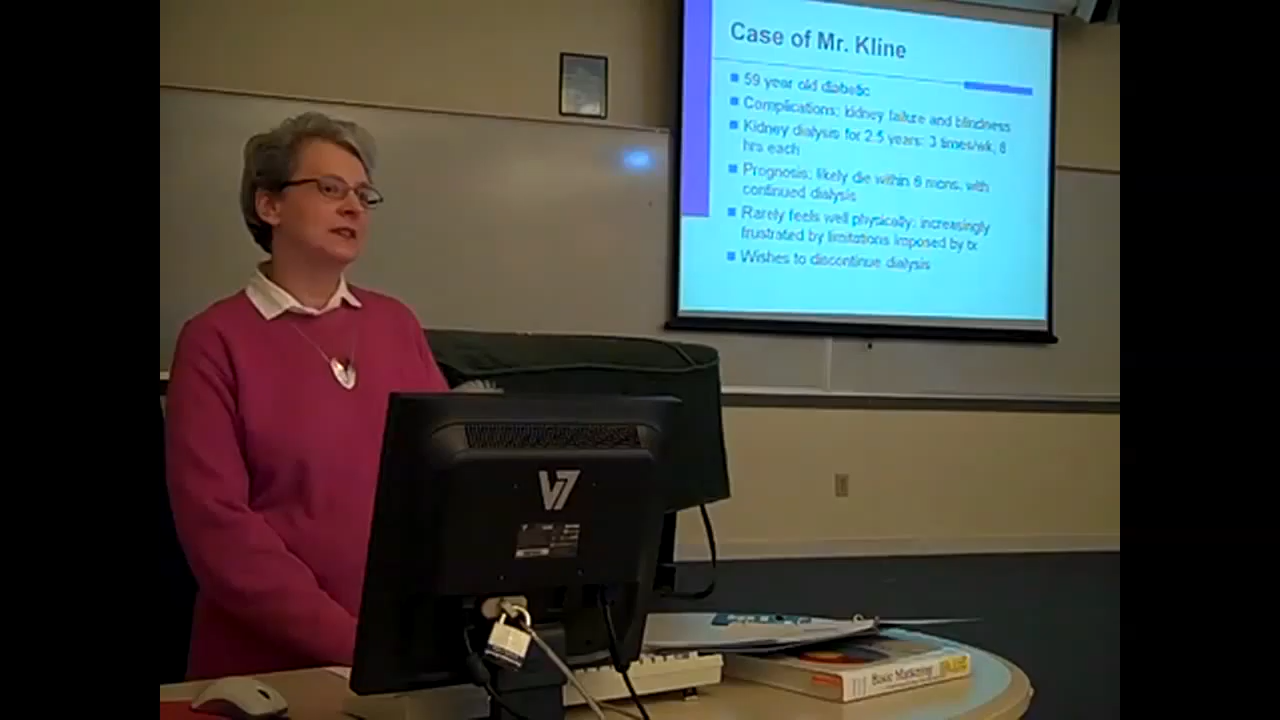 Case of Mr. Kline
59 year old diabetic
Complications: kidney failure and blindness
Kidney dialysis for 2.5 years: 3 times/wk, 8
hrs each
Prognosis: likely die within 6 mons. with
continued dialysis
Rarely feels well physically: increasingly
frustrated by limitations imposed by tx
Wishes to discontinue dialysis
V7
Basic Marketing